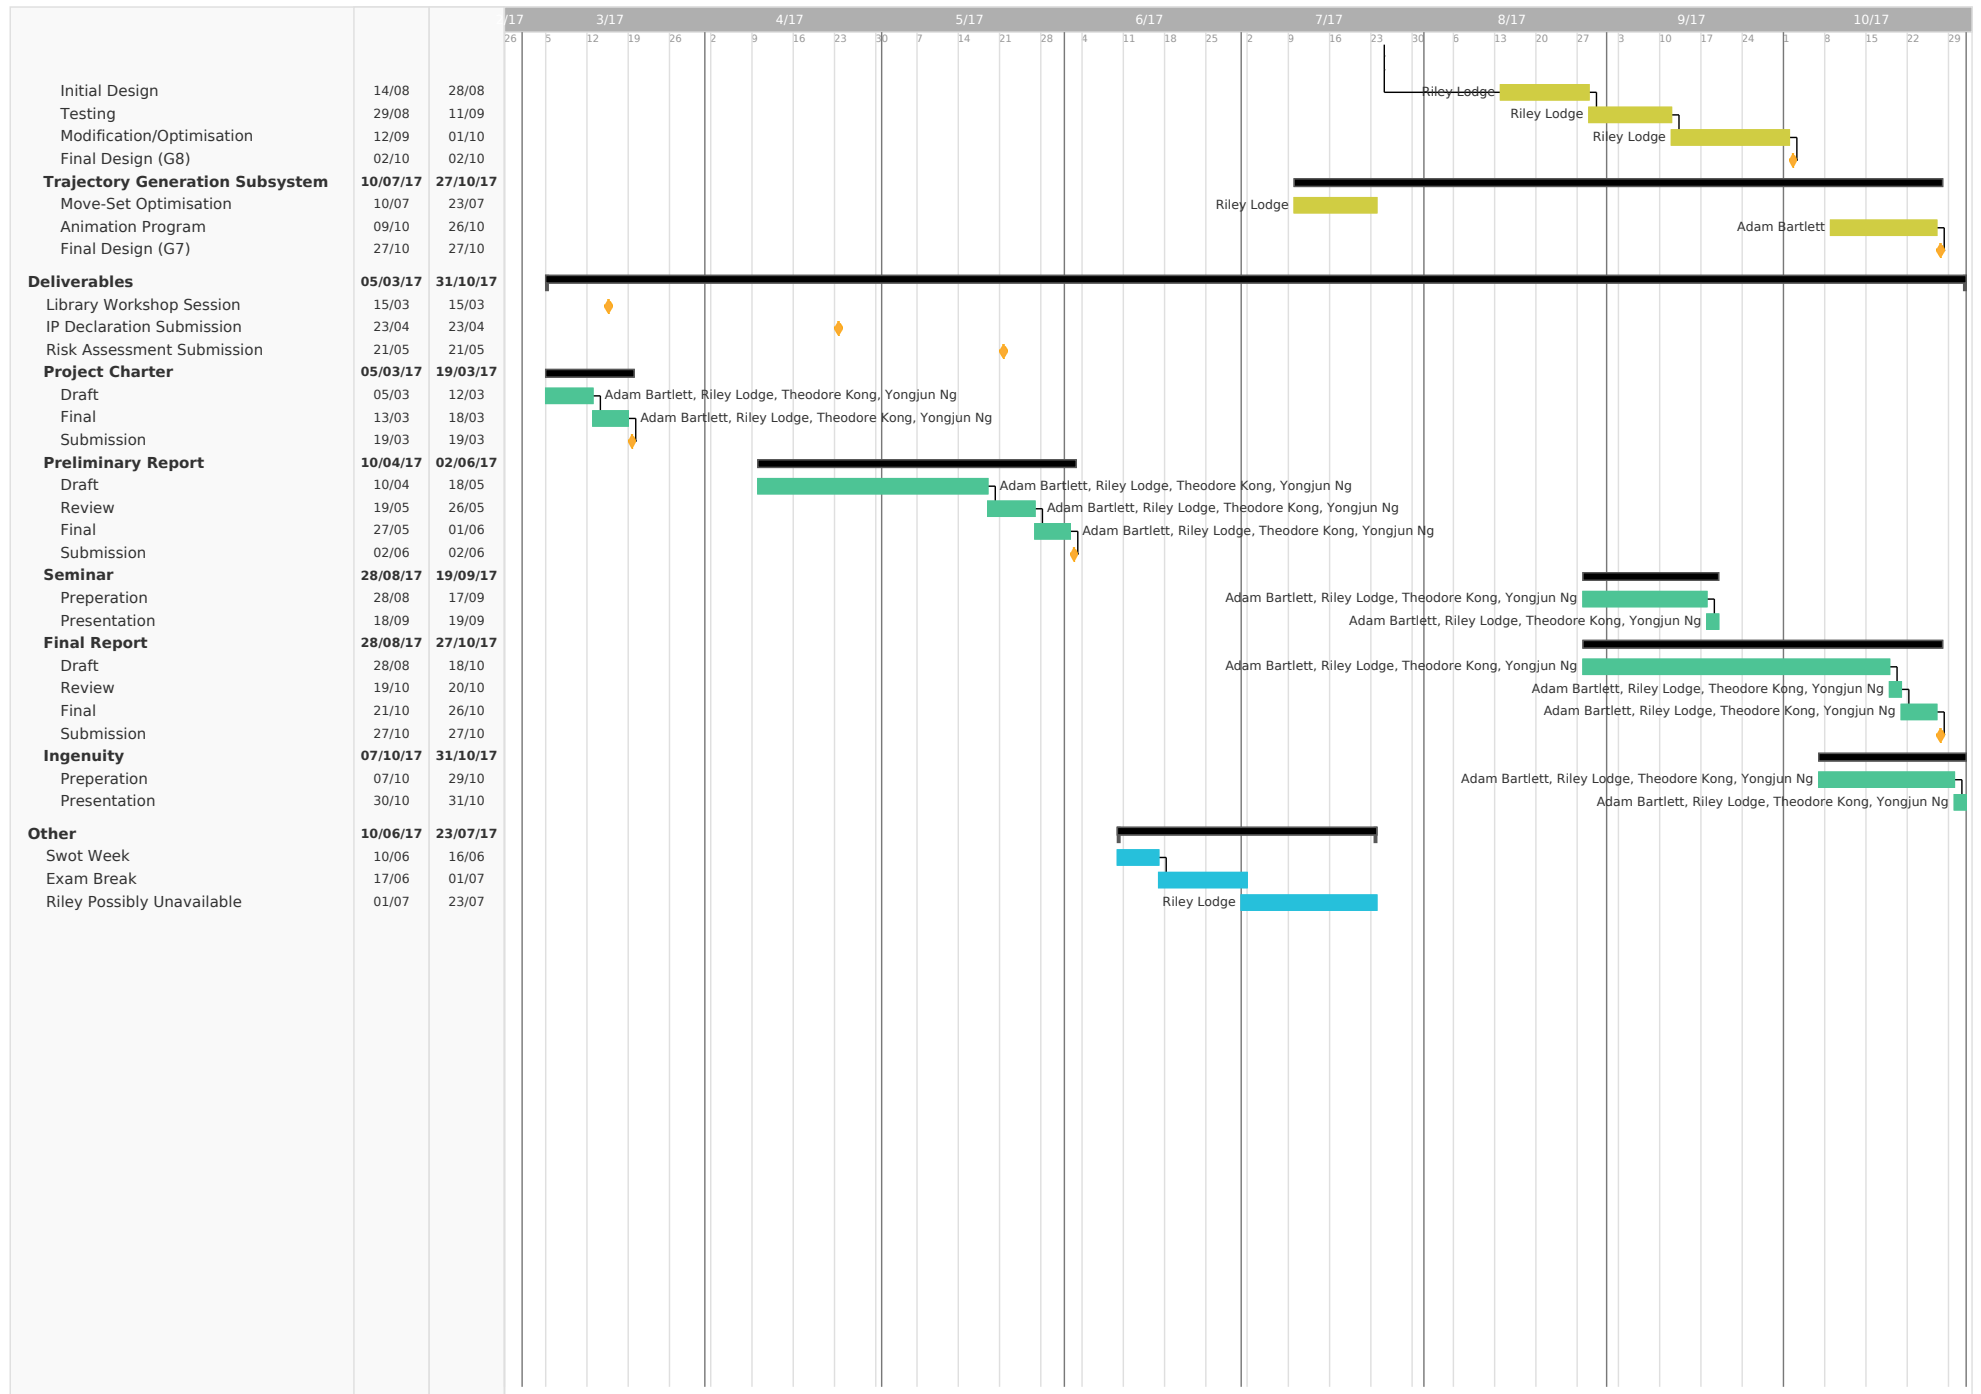 /17 3/17 4/17 5/17 6/17 7/17 8/17 9/17 10/17
26 5 12 19 26 2 9 16 23 30 7 14 21 28 4 11 18 25 2 9 16 23 30 6 13 20 27 3 10 17 24 1 8 15 22 29
Initial Design 14/08 28/08 Riley Lodge
Testing 29/08 11/09 Riley Lodge
Modification/Optimisation 12/09 01/10 Riley Lodge
Final Design (G8) 02/10 02/10
Trajectory Generation Subsystem 10/07/17 27/10/17
Move-Set Optimisation 10/07 23/07 Riley Lodge
Animation Program 09/10 26/10 Adam Bartlett
Final Design (G7) 27/10 27/10
Deliverables 05/03/17 31/10/17
Library Workshop Session 15/03 15/03
IP Declaration Submission 23/04 23/04
Risk Assessment Submission 21/05 21/05
Project Charter 05/03/17 19/03/17
Draft 05/03 12/03 Adam Bartlett, Riley Lodge, Theodore Kong, Yongjun Ng
Final 13/03 18/03 Adam Bartlett, Riley Lodge, Theodore Kong, Yongjun Ng
Submission 19/03 19/03
Preliminary Report 10/04/17 02/06/17
Draft 10/04 18/05 Adam Bartlett, Riley Lodge, Theodore Kong, Yongjun Ng
Review 19/05 26/05 Adam Bartlett, Riley Lodge, Theodore Kong, Yongjun Ng
Final 27/05 01/06 Adam Bartlett, Riley Lodge, Theodore Kong, Yongjun Ng
Submission 02/06 02/06
Seminar 28/08/17 19/09/17
Preperation 28/08 17/09 Adam Bartlett, Riley Lodge, Theodore Kong, Yongjun Ng
Presentation 18/09 19/09 Adam Bartlett, Riley Lodge, Theodore Kong, Yongjun Ng
Final Report 28/08/17 27/10/17
Draft 28/08 18/10 Adam Bartlett, Riley Lodge, Theodore Kong, Yongjun Ng
Review 19/10 20/10 Adam Bartlett, Riley Lodge, Theodore Kong, Yongjun Ng
Final 21/10 26/10 Adam Bartlett, Riley Lodge, Theodore Kong, Yongjun Ng
Submission 27/10 27/10
Ingenuity 07/10/17 31/10/17
Preperation 07/10 29/10 Adam Bartlett, Riley Lodge, Theodore Kong, Yongjun Ng
Presentation 30/10 31/10 Adam Bartlett, Riley Lodge, Theodore Kong, Yongjun Ng
Other 10/06/17 23/07/17
Swot Week 10/06 16/06
Exam Break 17/06 01/07
Riley Possibly Unavailable 01/07 23/07 Riley Lodge